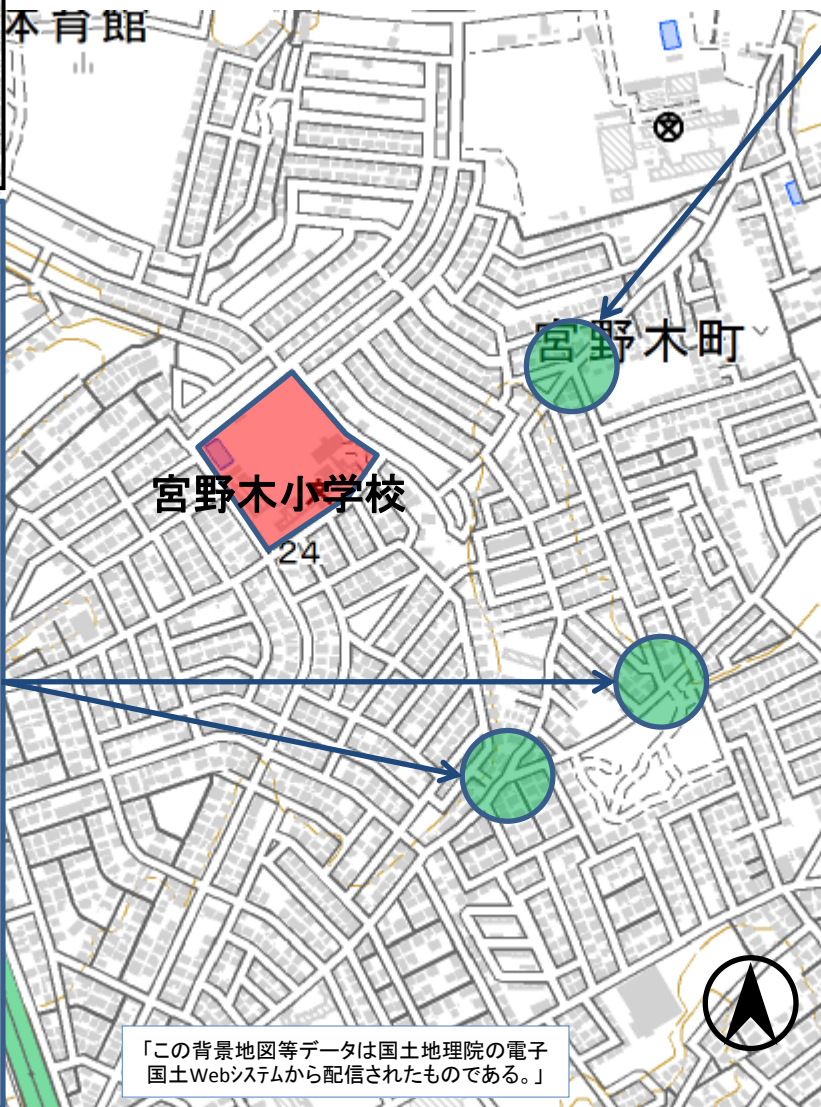 本育館
宮野木町
宮野木小学校
24
「この背景地図等データは国土地理院の電子
国土Webシステムから配信されたものである。」